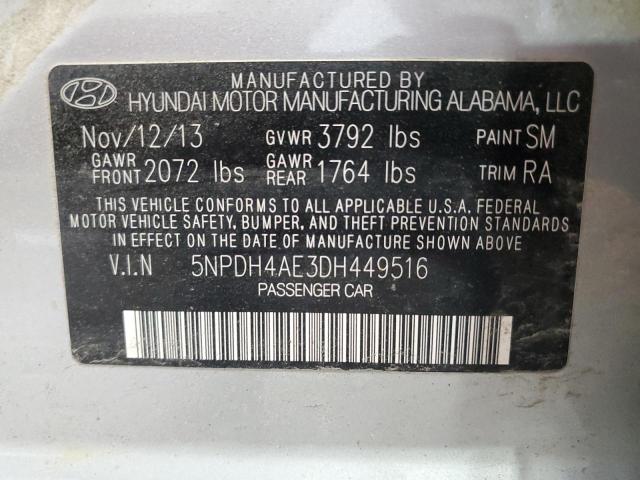 MANUFACTURED BY
HYUNDAI MOTOR MANUFACTURING ALABAMA, LLC
Nov/12/13 GVWR 3792 lbs PAINT SM
GAWR FRONT 2072 lbs GAWR REAR 1764 lbs TRIM RA
THIS VEHICLE CONFORMS TO ALL APPLICABLE U.S.A. FEDERAL
MOTOR VEHICLE SAFETY, BUMPER, AND THEFT PREVENTION STANDARDS
IN EFFECT ON THE DATE OF MANUFACTURE SHOWN ABOVE
V.I.N 5NPDH4AE3DH449516
PASSENGER CAR